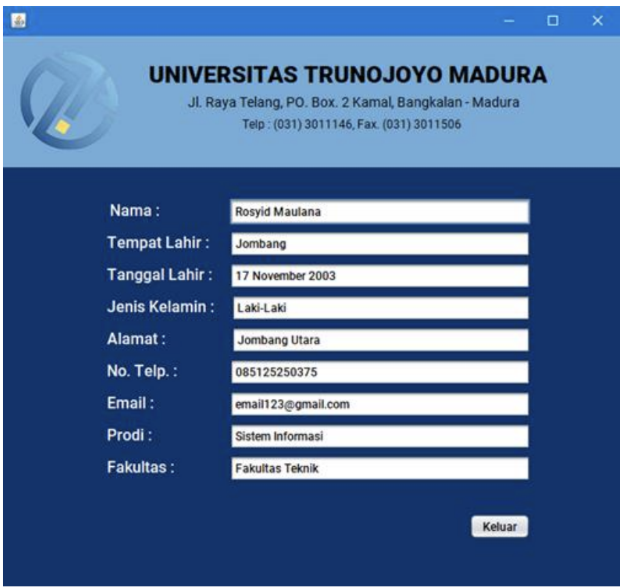 UNIVERSITAS TRUNOJOYO MADURA
Jl. Raya Telang, PO. Box. 2 Kamal, Bangkalan - Madura
Telp : (031) 3011146, Fax. (031) 3011506
Nama : Rosyid Maulana
Tempat Lahir : Jombang
Tanggal Lahir : 17 November 2003
Jenis Kelamin : Laki-Laki
Alamat : Jombang Utara
No. Telp. : 085125250375
Email : email123@gmail.com
Prodi : Sistem Informasi
Fakultas : Fakultas Teknik
Keluar